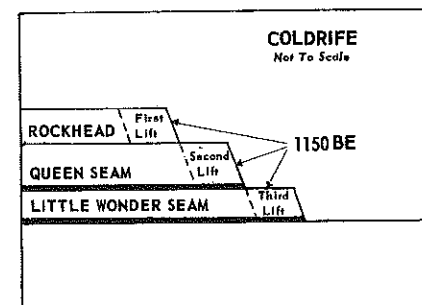 COLDRIFE
Not To Scale
First
Lift
ROCKHEAD
1150 BE
Second
Lift
QUEEN SEAM
Third
Lift
LITTLE WONDER SEAM